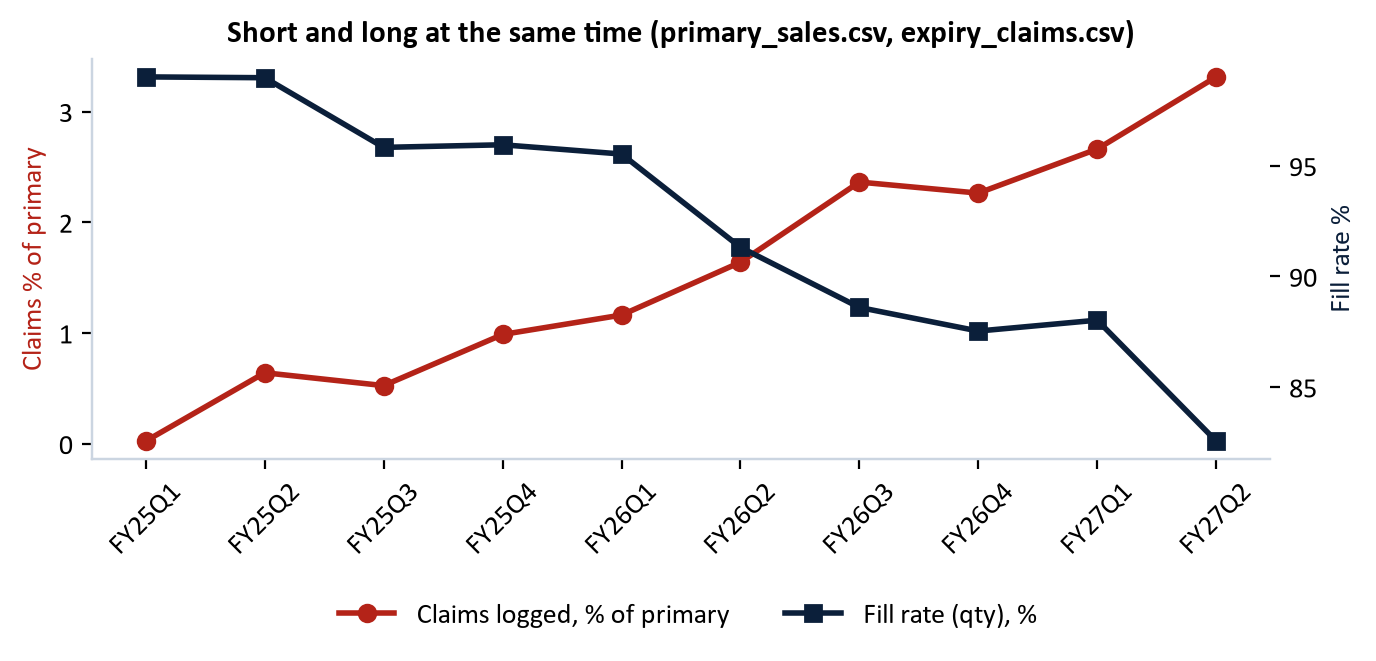 Short and long at the same time (primary_sales.csv, expiry_claims.csv)
Claims % of primary
3
2
1
0
95
90
85
Fill rate %
FY25Q1
FY25Q2
FY25Q3
FY25Q4
FY26Q1
FY26Q2
FY26Q3
FY26Q4
FY27Q1
FY27Q2
Claims logged, % of primary
Fill rate (qty), %